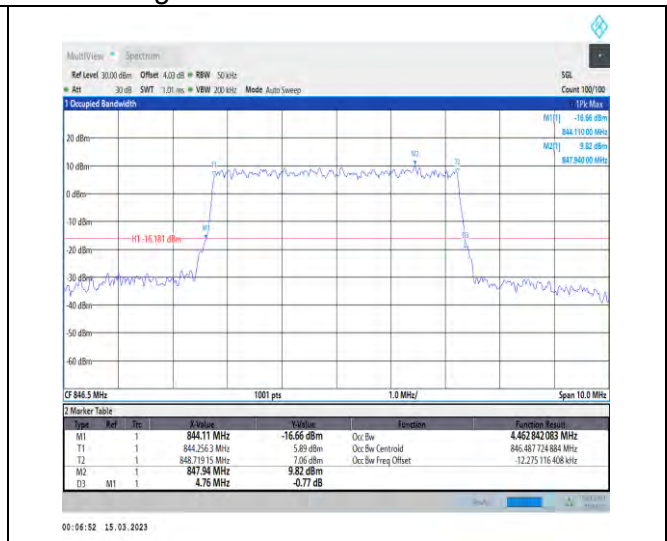 MultiView Spectrum
Ref Level 30.00 dBm Offset 4.03 dB RBW 50 kHz SGL
Att 30 dB SWT 1.01 ms VBW 200 kHz Mode Auto Sweep Count 100/100
1 Occupied Bandwidth 1Pk Max
M1[1] -16.66 dBm
844.110 00 MHz
M2[1] 9.82 dBm
847.940 00 MHz
20 dBm
10 dBm
0 dBm
-10 dBm
-20 dBm
-30 dBm
-40 dBm
-50 dBm
-60 dBm
T1
M2
T2
M1
D3
H1 -16.181 dBm
CF 846.5 MHz 1001 pts 1.0 MHz/ Span 10.0 MHz
2 Marker Table
Type Ref Trc X-Value Y-Value Function Function Result
M1 1 844.11 MHz -16.66 dBm Occ Bw 4.462 842 083 MHz
T1 1 844.256 3 MHz 5.89 dBm Occ Bw Centroid 846.487 724 884 MHz
T2 1 848.719 15 MHz 7.06 dBm Occ Bw Freq Offset -12.275 116 408 kHz
M2 1 847.94 MHz 9.82 dBm
D3 M1 1 4.76 MHz -0.77 dB
00:06:52 15.03.2023